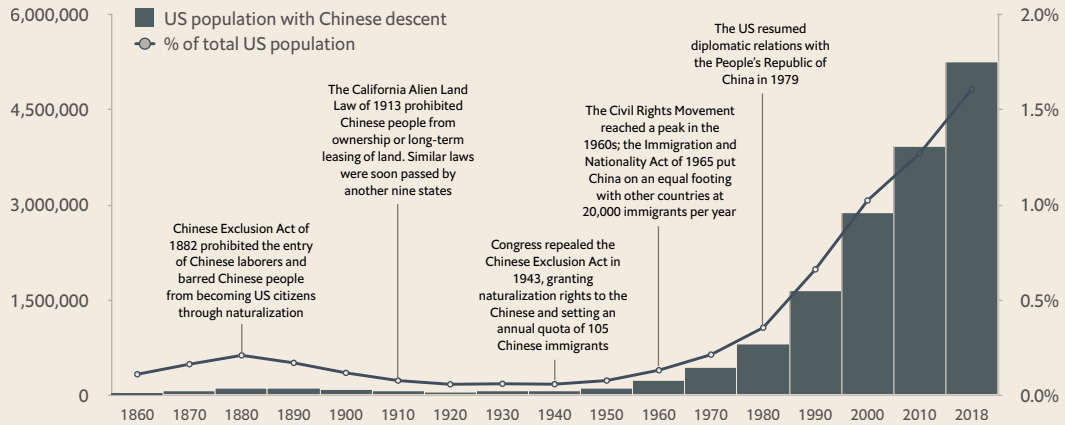 6,000,000
4,500,000
3,000,000
1,500,000
0
US population with Chinese descent
% of total US population
2.0%
1.5%
1.0%
0.5%
0.0%
Chinese Exclusion Act of
1882 prohibited the entry
of Chinese laborers and
barred Chinese people
from becoming US citizens
through naturalization
The California Alien Land
Law of 1913 prohibited
Chinese people from
ownership or long-term
leasing of land. Similar laws
were soon passed by
another nine states
Congress repealed the
Chinese Exclusion Act in
1943, granting
naturalization rights to the
Chinese and setting an
annual quota of 105
Chinese immigrants
The Civil Rights Movement
reached a peak in the
1960s; the Immigration and
Nationality Act of 1965 put
China on an equal footing
with other countries at
20,000 immigrants per year
The US resumed
diplomatic relations with
the People's Republic of
China in 1979
1860 1870 1880 1890 1900 1910 1920 1930 1940 1950 1960 1970 1980 1990 2000 2010 2018